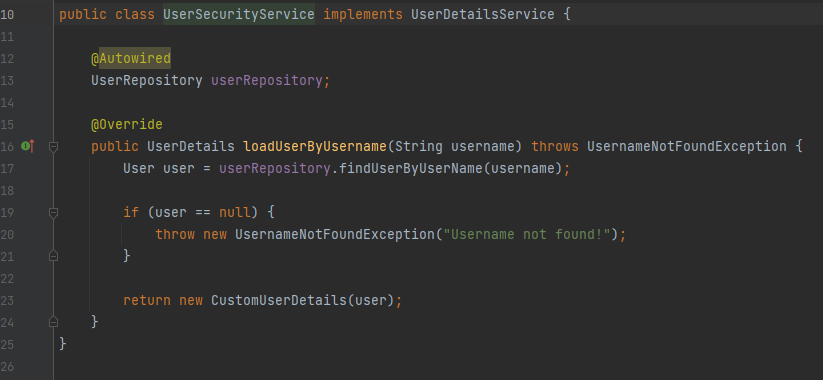 10 public class UserSecurityService implements UserDetailsService {
11
12 @Autowired
13 UserRepository userRepository;
14
15 @Override
16 public UserDetails loadUserByUsername(String username) throws UsernameNotFoundException {
17 User user = userRepository.findUserByUserName(username);
18
19 if (user == null) {
20 throw new UsernameNotFoundException("Username not found!");
21 }
22
23 return new CustomUserDetails(user);
24 }
25 }
26